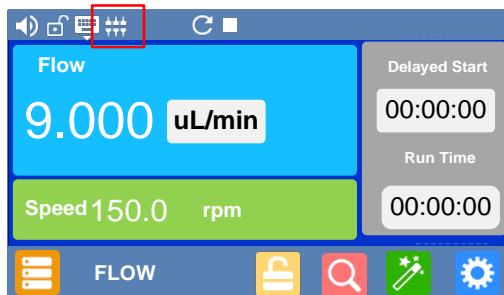 Flow
9.000 uL/min
Speed 150.0 rpm
Delayed Start
00:00:00
Run Time
00:00:00
FLOW